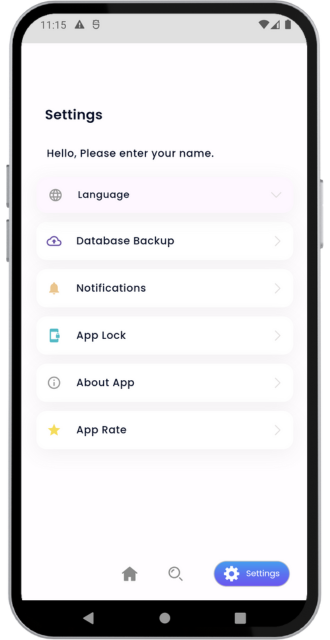 11:15
Settings
Hello, Please enter your name.
Language
Database Backup
Notifications
App Lock
About App
App Rate
Settings